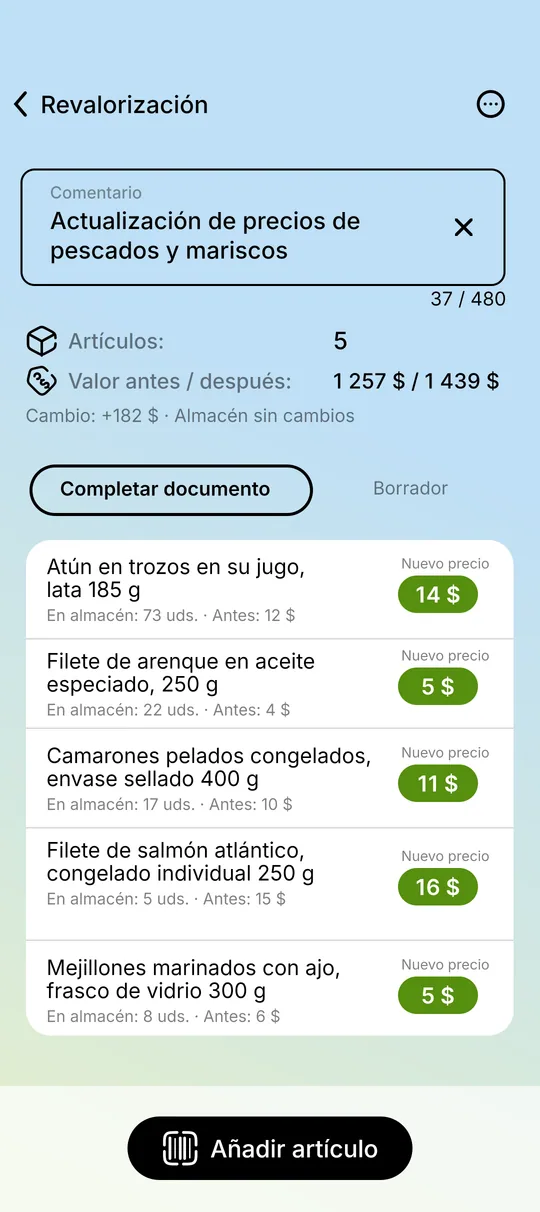 Revalorización
Comentario
Actualización de precios de
pescados y mariscos
37 / 480
Artículos: 5
Valor antes / después: 1 257 $ / 1 439 $
Cambio: +182 $ · Almacén sin cambios
Completar documento Borrador
Atún en trozos en su jugo,
lata 185 g
En almacén: 73 uds. · Antes: 12 $
Nuevo precio
14 $
Filete de arenque en aceite
especiado, 250 g
En almacén: 22 uds. · Antes: 4 $
Nuevo precio
5 $
Camarones pelados congelados,
envase sellado 400 g
En almacén: 17 uds. · Antes: 10 $
Nuevo precio
11 $
Filete de salmón atlántico,
congelado individual 250 g
En almacén: 5 uds. · Antes: 15 $
Nuevo precio
16 $
Mejillones marinados con ajo,
frasco de vidrio 300 g
En almacén: 8 uds. · Antes: 6 $
Nuevo precio
5 $
Añadir artículo